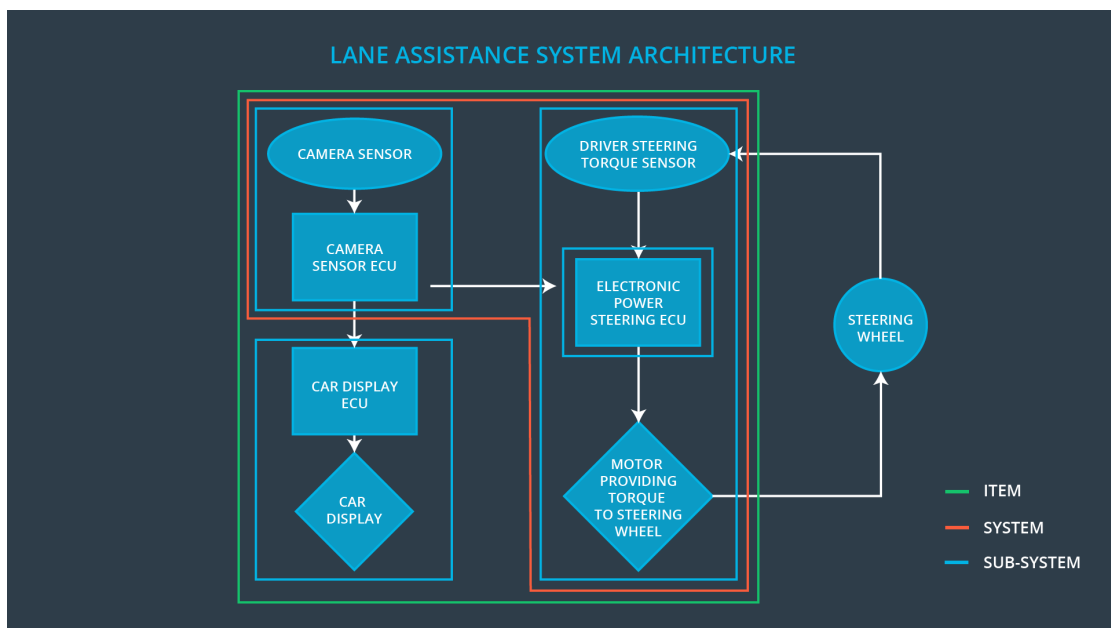 LANE ASSISTANCE SYSTEM ARCHITECTURE
CAMERA SENSOR
CAMERA
SENSOR ECU
CAR DISPLAY
ECU
CAR
DISPLAY
DRIVER STEERING
TORQUE SENSOR
ELECTRONIC
POWER
STEERING ECU
MOTOR
PROVIDING
TORQUE
TO STEERING
WHEEL
STEERING
WHEEL
ITEM
SYSTEM
SUB-SYSTEM